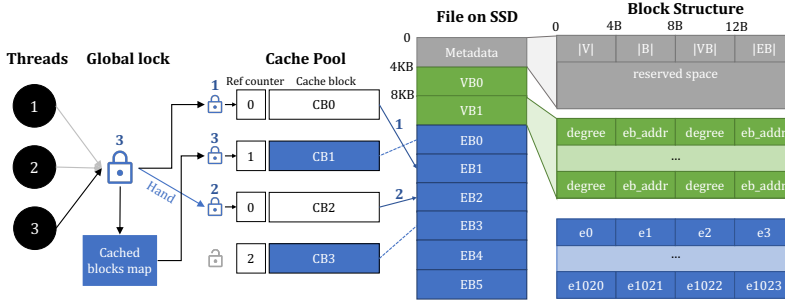 File on SSD
Block Structure
0
4B
8B
12B
Threads
Global lock
Cache Pool
Ref counter
Cache block
0
4KB
8KB
Metadata
VB0
VB1
EB0
EB1
EB2
EB3
EB4
EB5
|V|
|B|
|VB|
|EB|
reserved space
degree
eb_addr
degree
eb_addr
...
degree
eb_addr
degree
eb_addr
e0
e1
e2
e3
...
e1020
e1021
e1022
e1023
1
2
3
3
Hand
Cached
blocks map
1
0
CB0
3
1
CB1
2
0
CB2
2
CB3
1
2